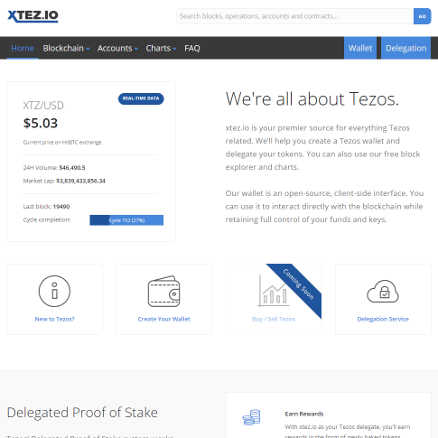 XTEZ.IO
Search blocks, operations, accounts and contracts...
GO
Home Blockchain Accounts Charts FAQ
Wallet Delegation
REAL-TIME DATA
XTZ/USD
$5.03
Current price on HitBTC exchange
24H Volume: $46,490.5
Market cap: $3,839,433,856.34
Last block: 19490
Cycle completion:
Cycle 152 (27%)
We're all about Tezos.
xtez.io is your premier source for everything Tezos
related. We'll help you create a Tezos wallet and
delegate your tokens. You can also use our free block
explorer and charts.
Our wallet is an open-source, client-side interface. You
can use it to interact directly with the blockchain while
retaining full control of your funds and keys.
New to Tezos?
Create Your Wallet
Coming Soon
Buy / Sell Tezos
Delegation Service
Delegated Proof of Stake
Earn Rewards
With xtez.io as your Tezos delegate, you'll earn
rewards in the form of newly baked tokens